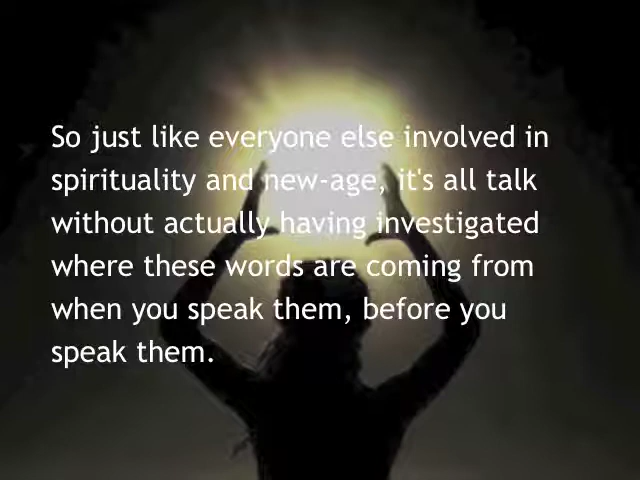 So just like everyone else involved in
spirituality and new-age, it's all talk
without actually having investigated
where these words are coming from
when you speak them, before you
speak them.